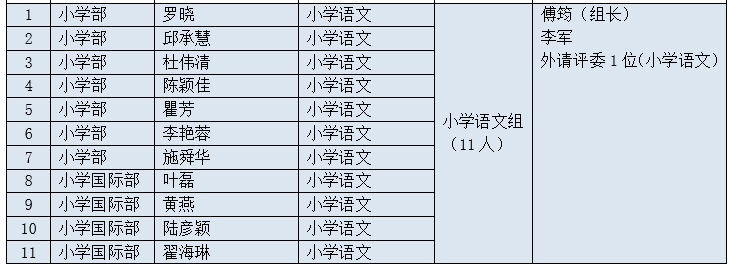 1 小学部 罗晓 小学语文
2 小学部 邱承慧 小学语文
3 小学部 杜伟清 小学语文
4 小学部 陈颖佳 小学语文
5 小学部 瞿芳 小学语文
6 小学部 李艳蓉 小学语文
7 小学部 施舜华 小学语文
8 小学国际部 叶磊 小学语文
9 小学国际部 黄燕 小学语文
10 小学国际部 陆彦颖 小学语文
11 小学国际部 翟海琳 小学语文
小学语文组
（11 人）
傅筠（组长）
李军
外请评委 1 位(小学语文)